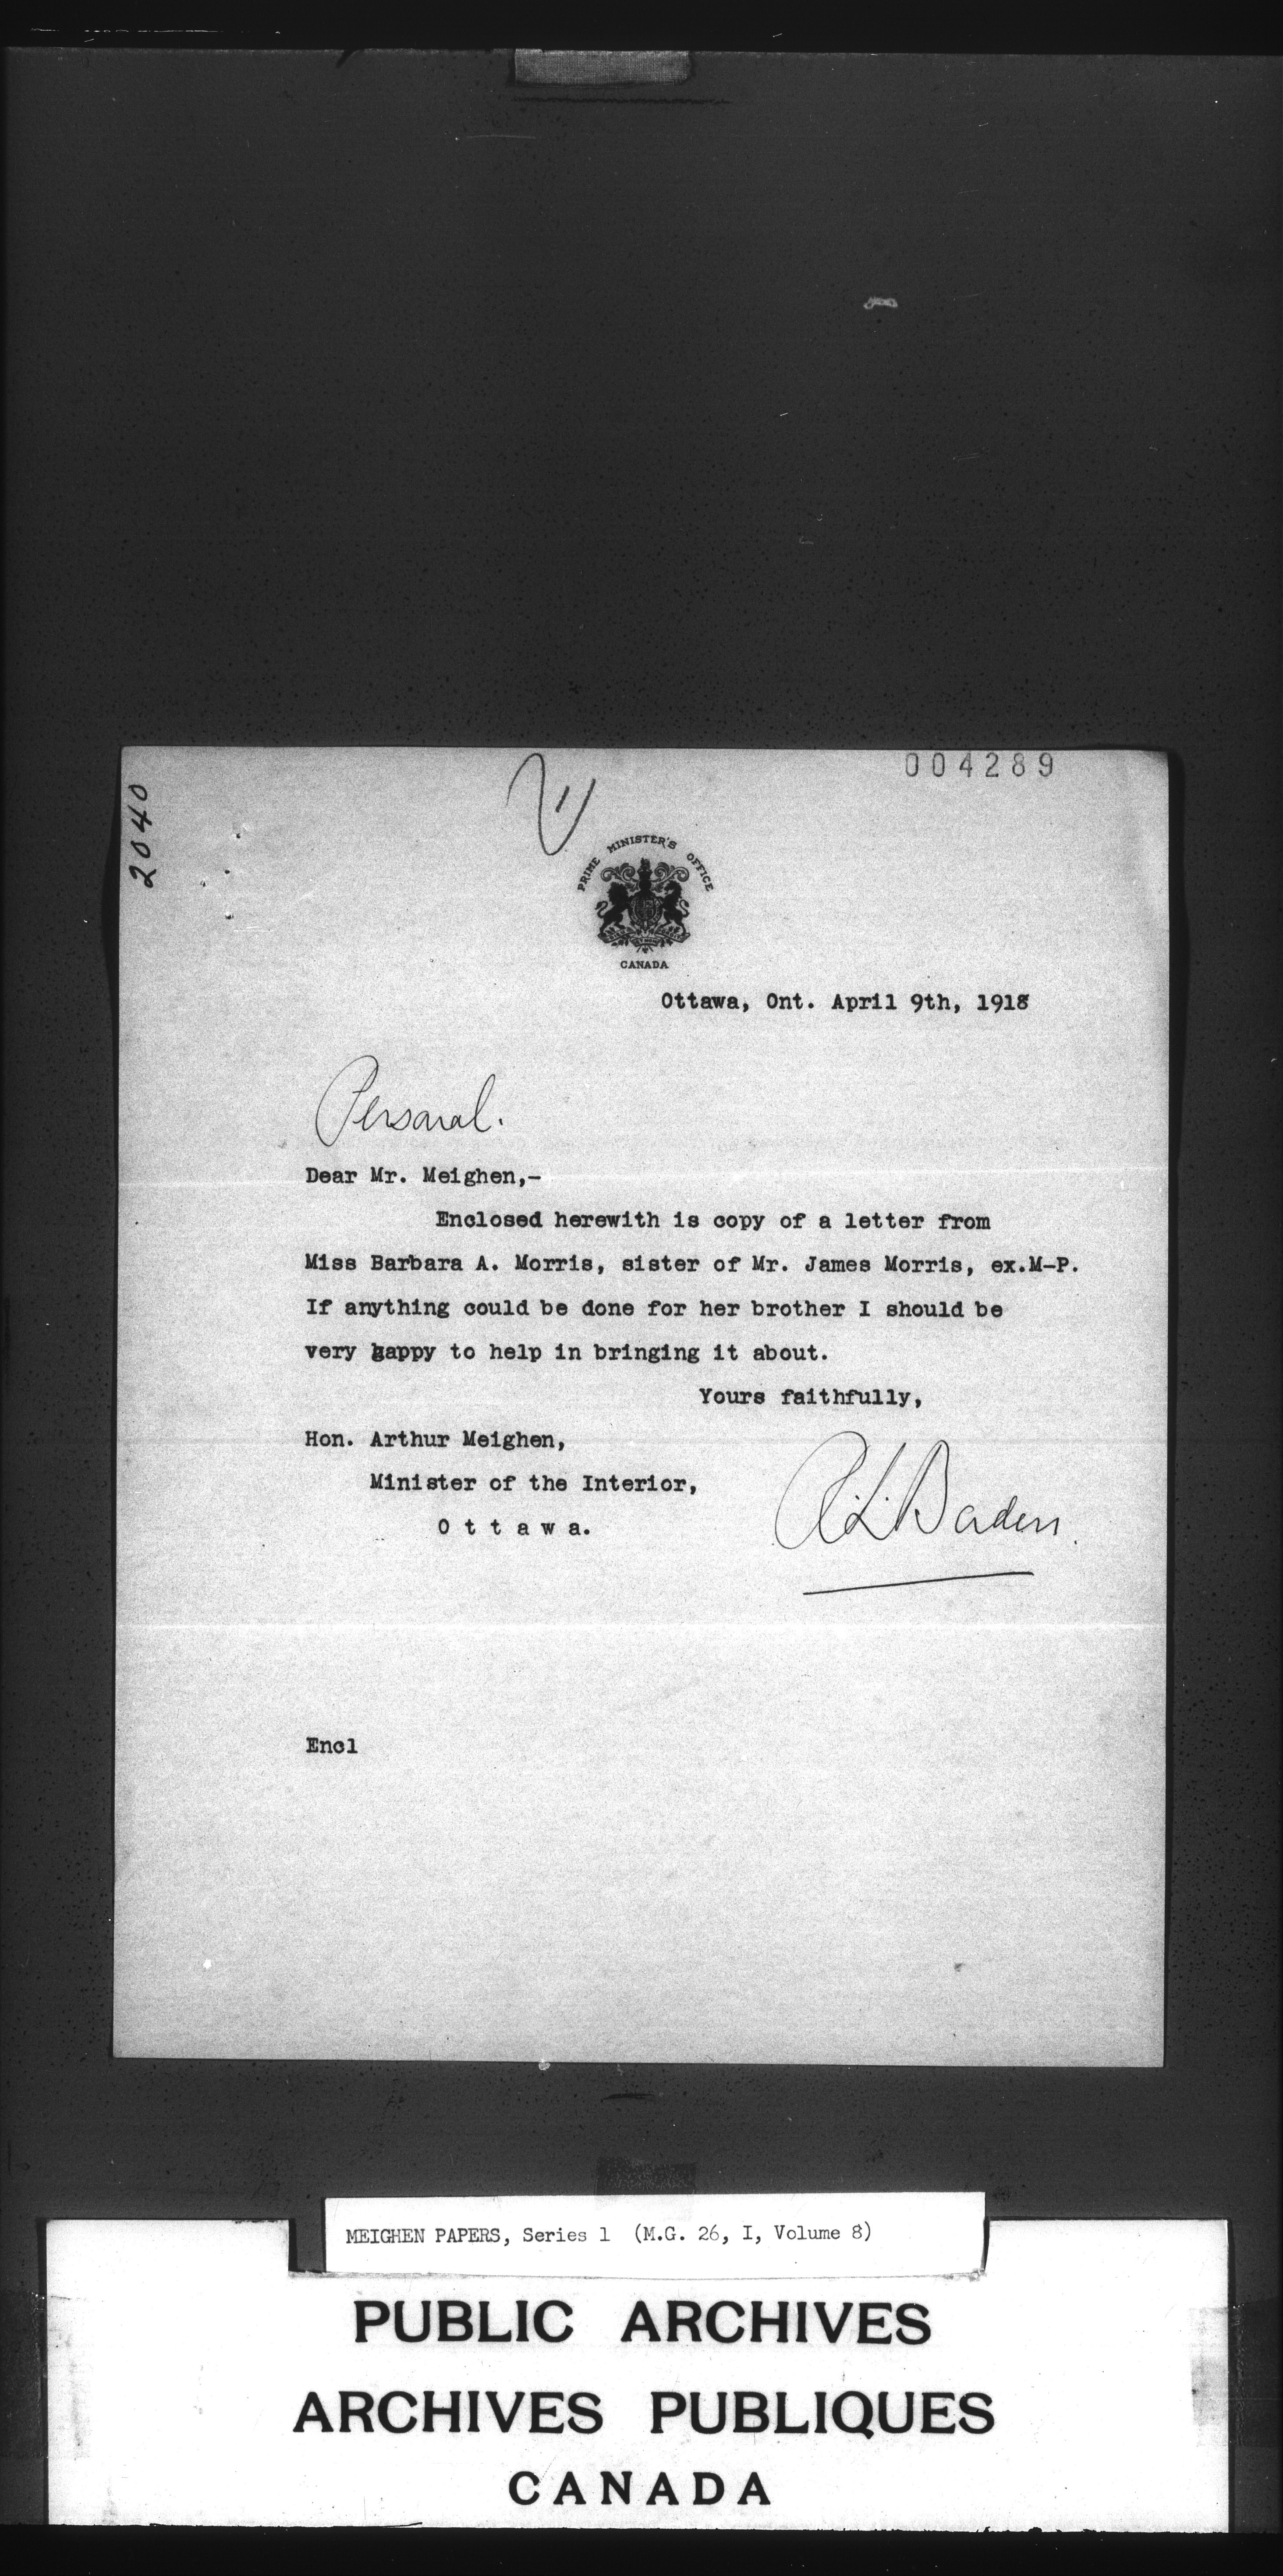 004289
2040
PRIME MINISTER'S OFFICE
CANADA
Ottawa, Ont. April 9th, 1918
Personal.
Dear Mr. Meighen,-
Enclosed herewith is copy of a letter from
Miss Barbara A. Morris, sister of Mr. James Morris, ex.M-P.
If anything could be done for her brother I should be
very happy to help in bringing it about.
Yours faithfully,
Hon. Arthur Meighen,
Minister of the Interior,
O t t a w a.
R.L.Borden.
Encl
MEIGHEN PAPERS, Series 1 (M.G. 26, I, Volume 8)
PUBLIC ARCHIVES
ARCHIVES PUBLIQUES
CANADA